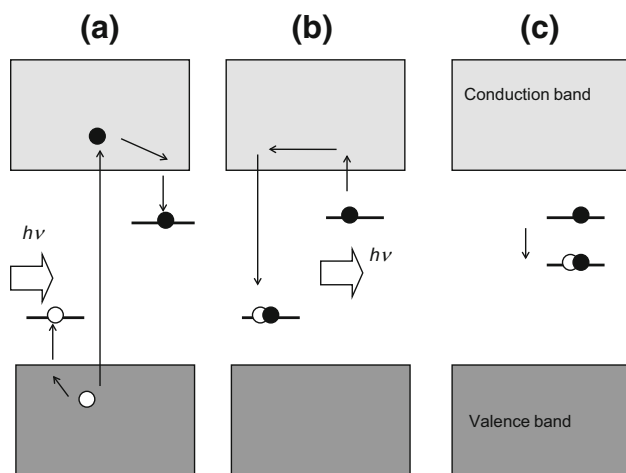 (a)
(b)
(c)
Conduction band
hν
hν
Valence band